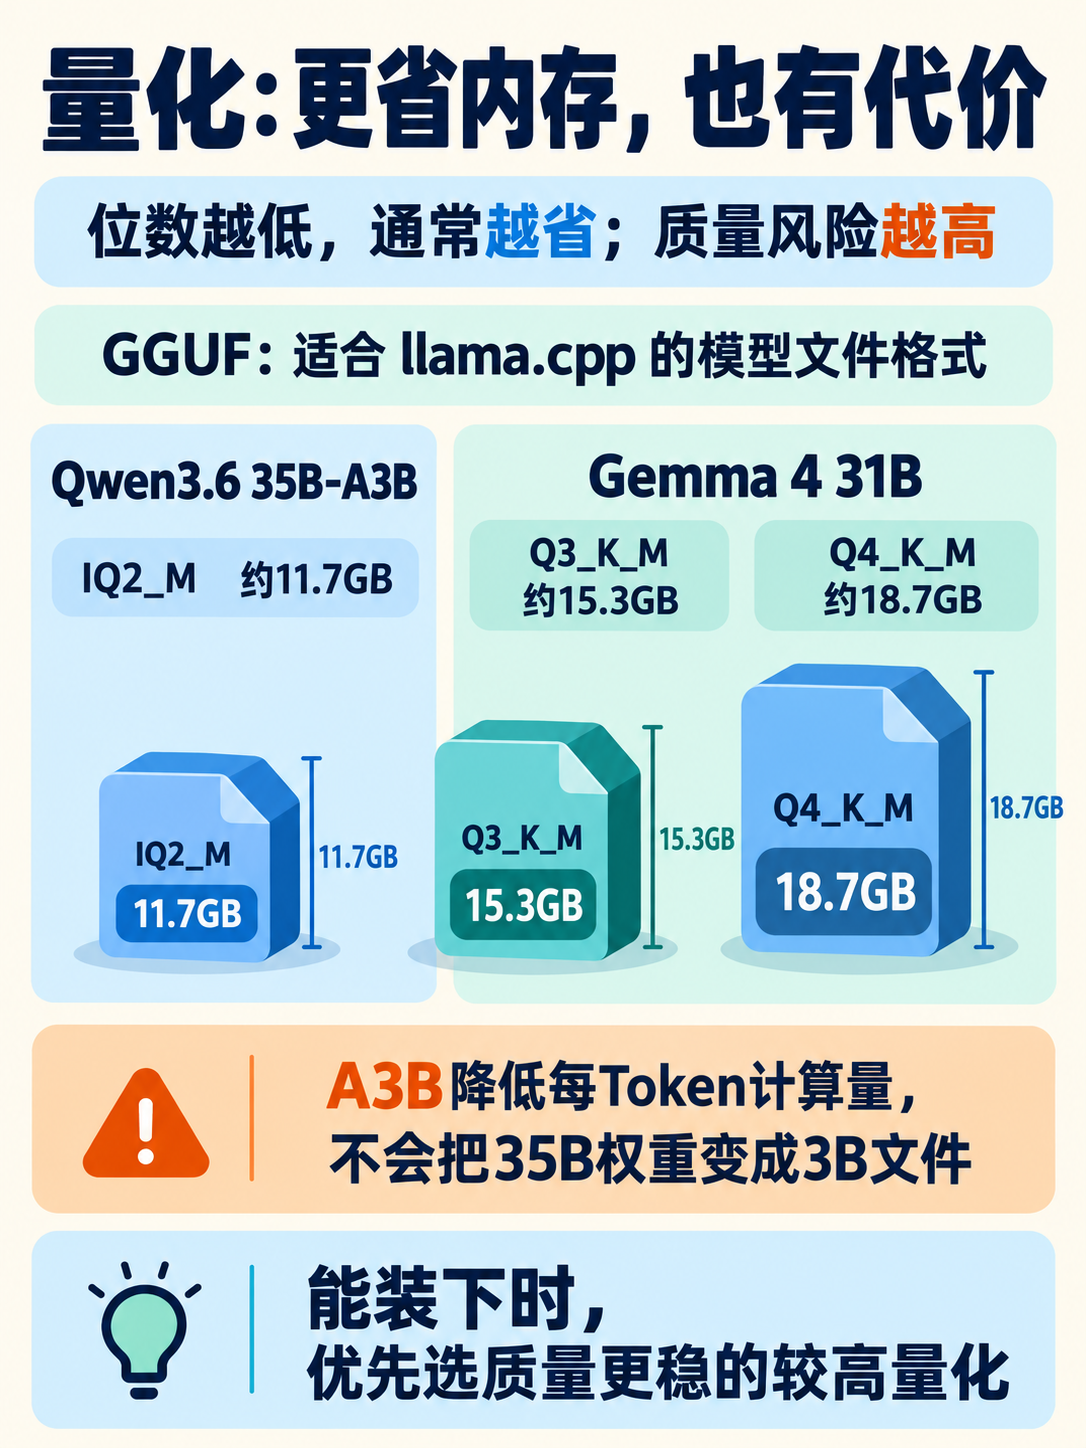 量化:更省内存,也有代价
位数越低，通常越省；质量风险越高
GGUF：适合 llama.cpp 的模型文件格式
Qwen3.6 35B-A3B
IQ2_M 约11.7GB
IQ2_M
11.7GB
11.7GB
Gemma 4 31B
Q3_K_M
约15.3GB
Q4_K_M
约18.7GB
Q3_K_M
15.3GB
15.3GB
Q4_K_M
18.7GB
18.7GB
A3B降低每Token计算量，
不会把35B权重变成3B文件
能装下时，
优先选质量更稳的较高量化